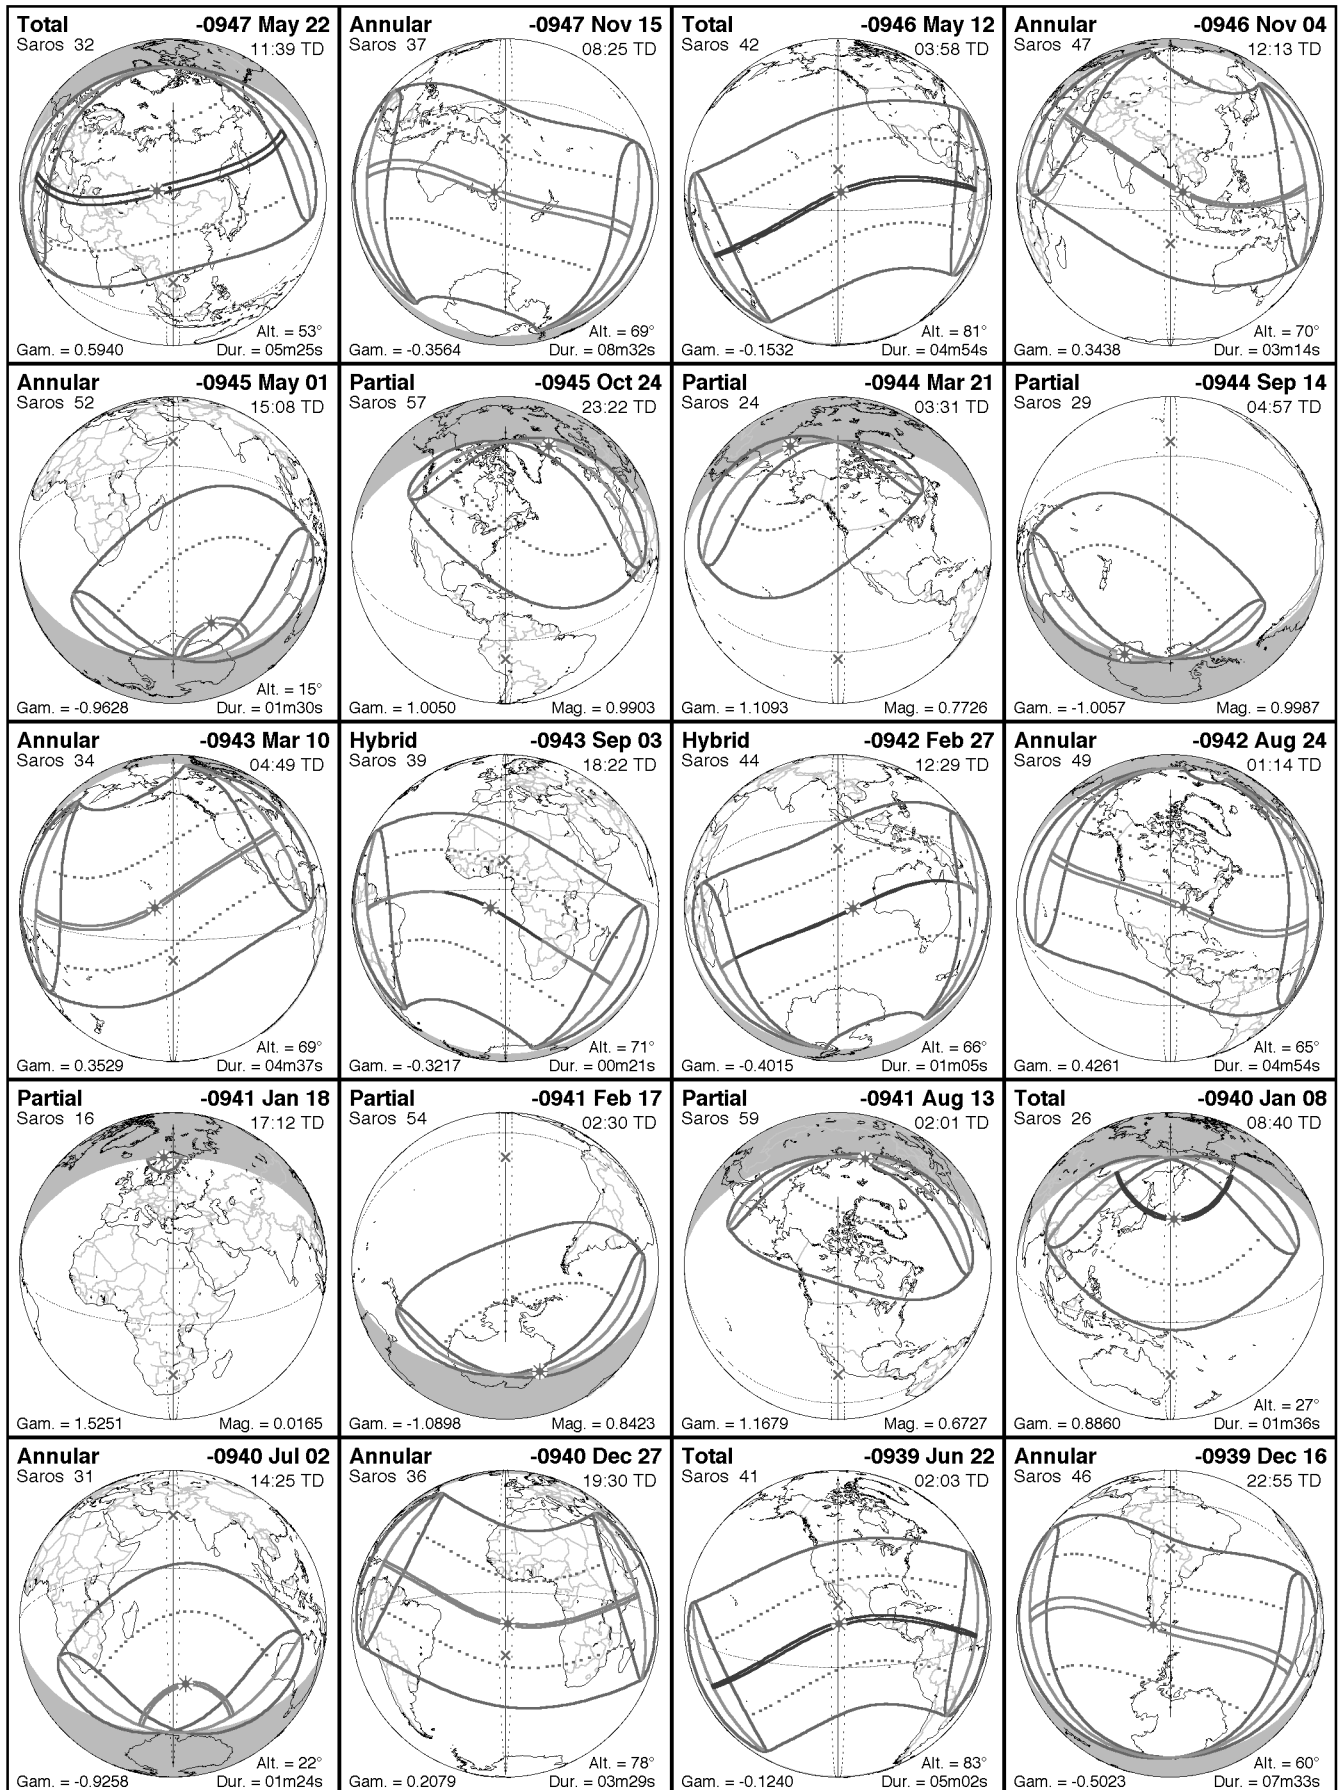 Total -0947 May 22
Saros 32 11:39 TD
Alt. = 53°
Gam. = 0.5940 Dur. = 05m25s
Annular -0947 Nov 15
Saros 37 08:25 TD
Alt. = 69°
Gam. = -0.3564 Dur. = 08m32s
Total -0946 May 12
Saros 42 03:58 TD
Alt. = 81°
Gam. = -0.1532 Dur. = 04m54s
Annular -0946 Nov 04
Saros 47 12:13 TD
Alt. = 70°
Gam. = 0.3438 Dur. = 03m14s
Annular -0945 May 01
Saros 52 15:08 TD
Alt. = 15°
Gam. = -0.9628 Dur. = 01m30s
Partial -0945 Oct 24
Saros 57 23:22 TD
Gam. = 1.0050 Mag. = 0.9903
Partial -0944 Mar 21
Saros 24 03:31 TD
Gam. = 1.1093 Mag. = 0.7726
Partial -0944 Sep 14
Saros 29 04:57 TD
Gam. = -1.0057 Mag. = 0.9987
Annular -0943 Mar 10
Saros 34 04:49 TD
Alt. = 69°
Gam. = 0.3529 Dur. = 04m37s
Hybrid -0943 Sep 03
Saros 39 18:22 TD
Alt. = 71°
Gam. = -0.3217 Dur. = 00m21s
Hybrid -0942 Feb 27
Saros 44 12:29 TD
Alt. = 66°
Gam. = -0.4015 Dur. = 01m05s
Annular -0942 Aug 24
Saros 49 01:14 TD
Alt. = 65°
Gam. = 0.4261 Dur. = 04m54s
Partial -0941 Jan 18
Saros 16 17:12 TD
Gam. = 1.5251 Mag. = 0.0165
Partial -0941 Feb 17
Saros 54 02:30 TD
Gam. = -1.0898 Mag. = 0.8423
Partial -0941 Aug 13
Saros 59 02:01 TD
Gam. = 1.1679 Mag. = 0.6727
Total -0940 Jan 08
Saros 26 08:40 TD
Alt. = 27°
Gam. = 0.8860 Dur. = 01m36s
Annular -0940 Jul 02
Saros 31 14:25 TD
Alt. = 22°
Gam. = -0.9258 Dur. = 01m24s
Annular -0940 Dec 27
Saros 36 19:30 TD
Alt. = 78°
Gam. = 0.2079 Dur. = 03m29s
Total -0939 Jun 22
Saros 41 02:03 TD
Alt. = 83°
Gam. = -0.1240 Dur. = 05m02s
Annular -0939 Dec 16
Saros 46 22:55 TD
Alt. = 60°
Gam. = -0.5023 Dur. = 07m33s